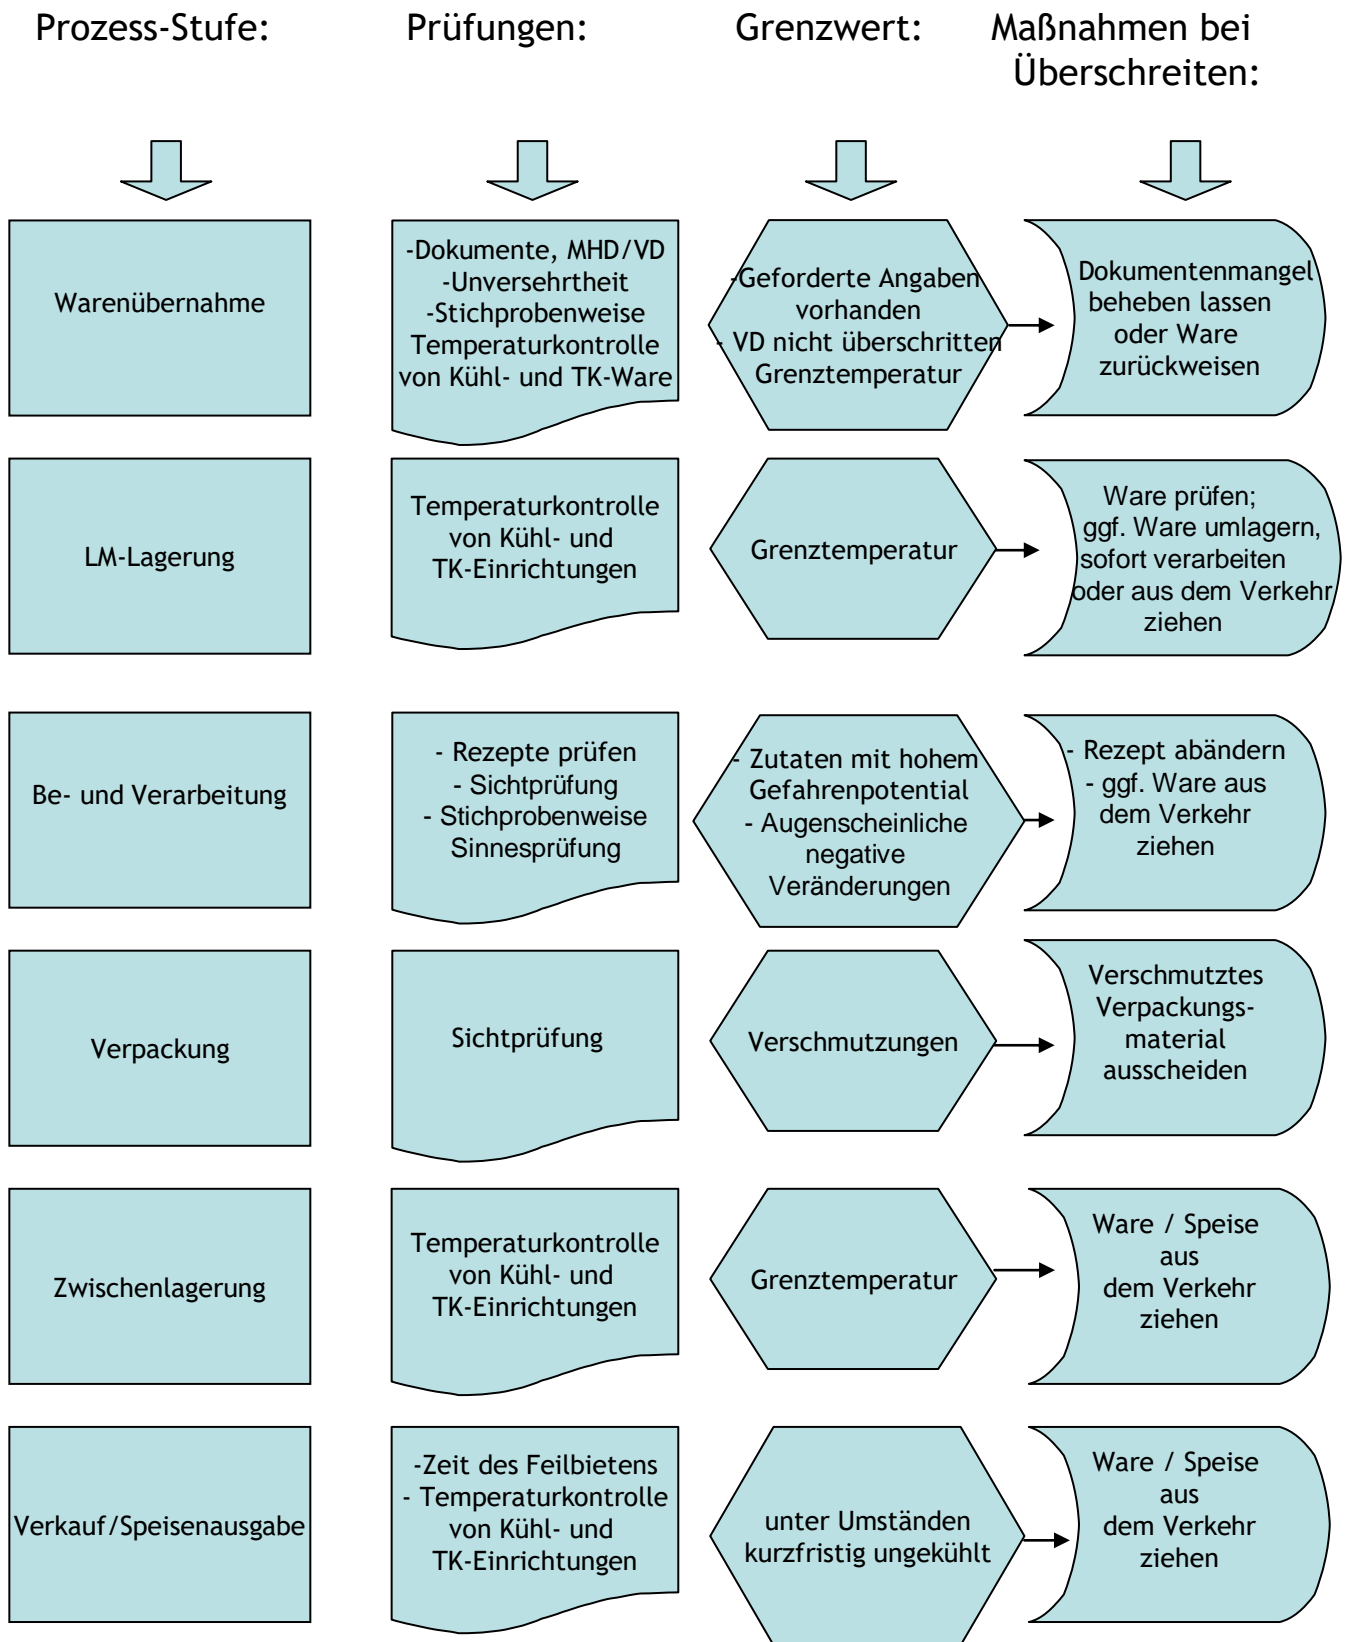 Prozess-Stufe:
Prüfungen:
Grenzwert:
Maßnahmen bei
Überschreiten:
Warenübernahme
-Dokumente, MHD/VD
-Unversehrtheit
-Stichprobenweise
Temperaturkontrolle
von Kühl- und TK-Ware
-Geforderte Angaben
vorhanden
- VD nicht überschritten
Grenztemperatur
Dokumentenmangel
beheben lassen
oder Ware
zurückweisen
LM-Lagerung
Temperaturkontrolle
von Kühl- und
TK-Einrichtungen
Grenztemperatur
Ware prüfen;
ggf. Ware umlagern,
sofort verarbeiten
oder aus dem Verkehr
ziehen
Be- und Verarbeitung
- Rezepte prüfen
- Sichtprüfung
- Stichprobenweise
Sinnesprüfung
- Zutaten mit hohem
Gefahrenpotential
- Augenscheinliche
negative
Veränderungen
- Rezept abändern
- ggf. Ware aus
dem Verkehr
ziehen
Verpackung
Sichtprüfung
Verschmutzungen
Verschmutztes
Verpackungs-
material
ausscheiden
Zwischenlagerung
Temperaturkontrolle
von Kühl- und
TK-Einrichtungen
Grenztemperatur
Ware / Speise
aus
dem Verkehr
ziehen
Verkauf/Speisenausgabe
-Zeit des Feilbietens
- Temperaturkontrolle
von Kühl- und
TK-Einrichtungen
unter Umständen
kurzfristig ungekühlt
Ware / Speise
aus
dem Verkehr
ziehen